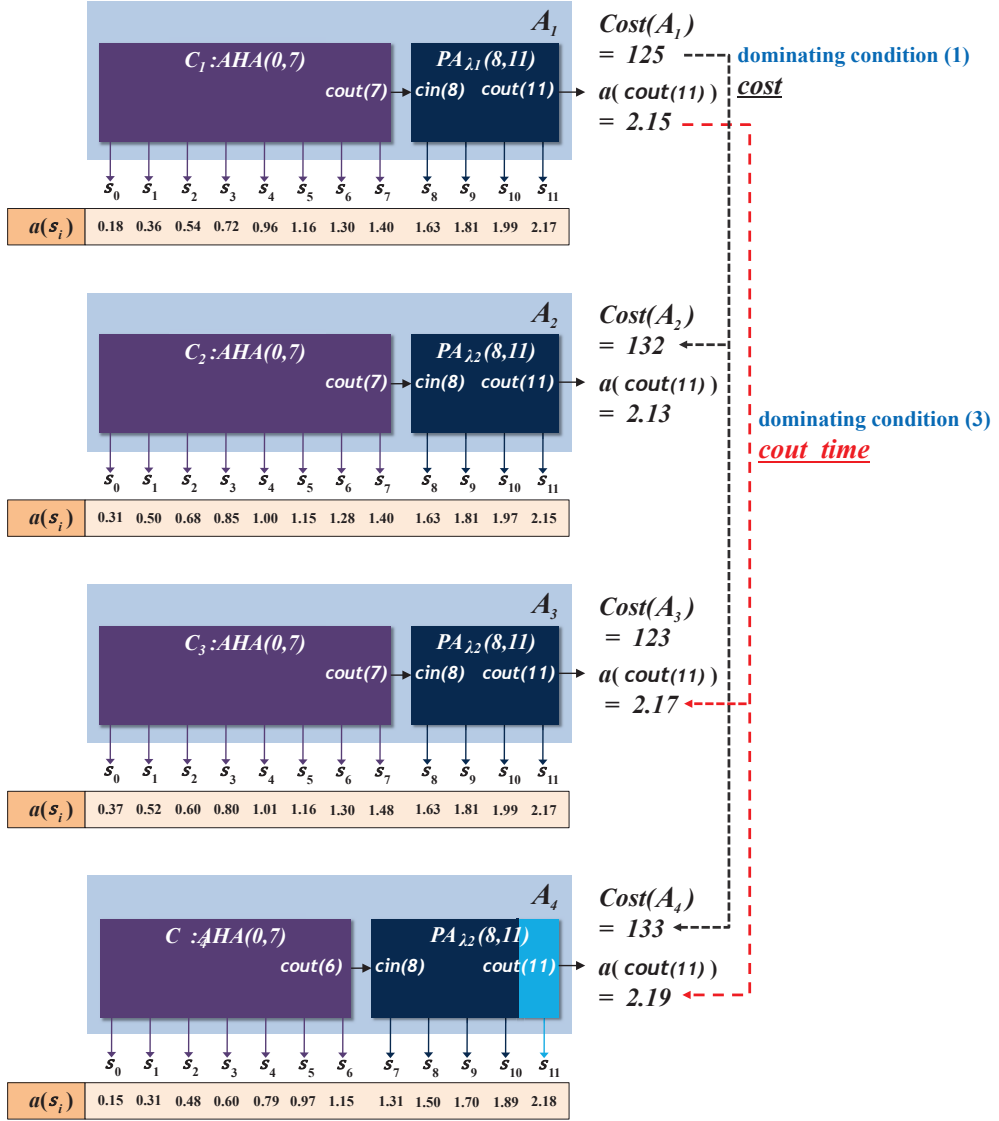 A1
C1:AHA(0,7)
cout(7)
PAλ1(8,11)
cin(8) cout(11)
Cost(A1)
= 125
a(cout(11))
= 2.15
dominating condition (1)
cost
s0 s1 s2 s3 s4 s5 s6 s7 s8 s9 s10 s11
a(si) 0.18 0.36 0.54 0.72 0.96 1.16 1.30 1.40 1.63 1.81 1.99 2.17
A2
C2:AHA(0,7)
cout(7)
PAλ2(8,11)
cin(8) cout(11)
Cost(A2)
= 132
a(cout(11))
= 2.13
s0 s1 s2 s3 s4 s5 s6 s7 s8 s9 s10 s11
a(si) 0.31 0.50 0.68 0.85 1.00 1.15 1.28 1.40 1.63 1.81 1.97 2.15
dominating condition (3)
cout time
A3
C3:AHA(0,7)
cout(7)
PAλ2(8,11)
cin(8) cout(11)
Cost(A3)
= 123
a(cout(11))
= 2.17
s0 s1 s2 s3 s4 s5 s6 s7 s8 s9 s10 s11
a(si) 0.37 0.52 0.60 0.80 1.01 1.16 1.30 1.48 1.63 1.81 1.99 2.17
A4
C4:AHA(0,7)
cout(6)
PAλ2(8,11)
cin(8) cout(11)
Cost(A4)
= 133
a(cout(11))
= 2.19
s0 s1 s2 s3 s4 s5 s6 s7 s8 s9 s10 s11
a(si) 0.15 0.31 0.48 0.60 0.79 0.97 1.15 1.31 1.50 1.70 1.89 2.18